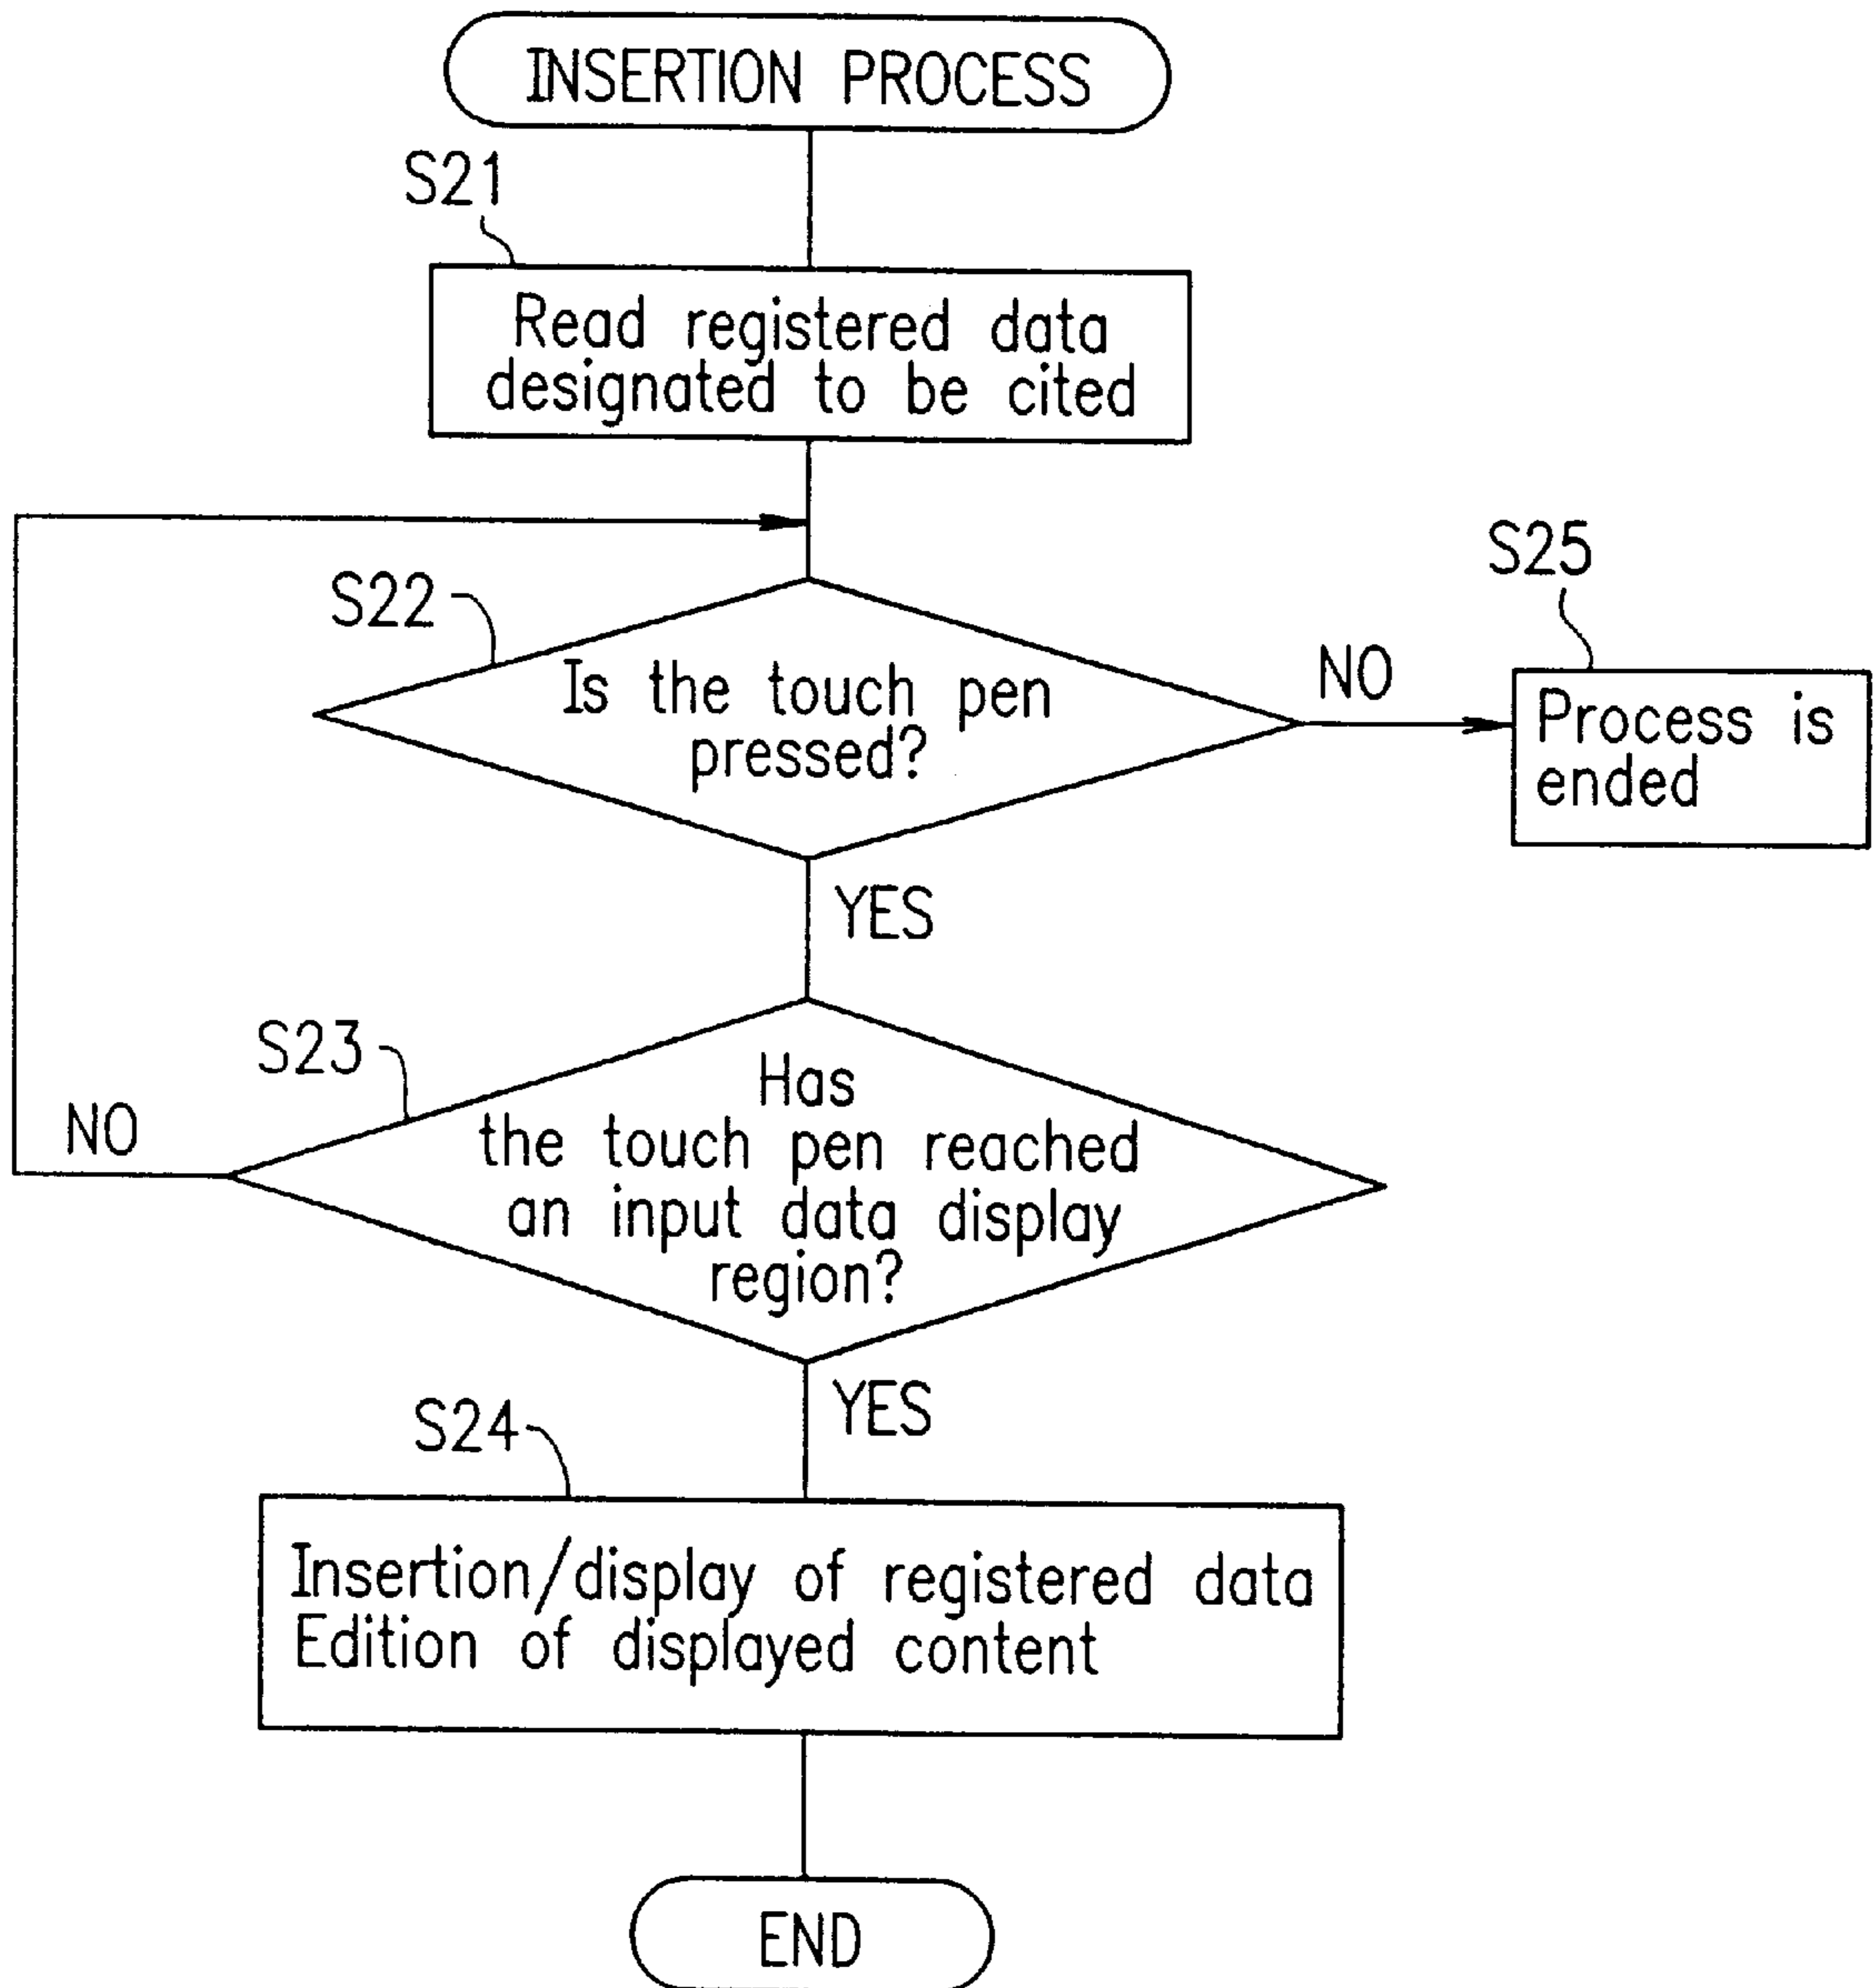 INSERTION PROCESS
S21
Read registered data
designated to be cited
S22
Is the touch pen
pressed?
NO
S25
Process is
ended
YES
S23
Has
the touch pen reached
an input data display
region?
NO
YES
S24
Insertion/display of registered data
Edition of displayed content
END